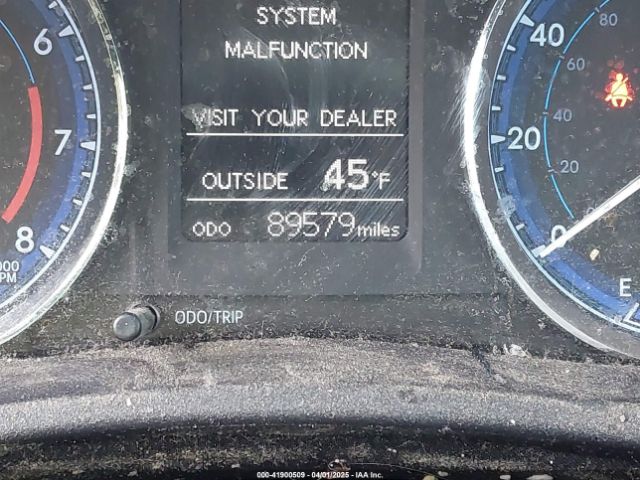 SYSTEM
MALFUNCTION
VISIT YOUR DEALER
OUTSIDE 45°F
ODO 89579 miles
6
7
8
ODO/TRIP
80
60
40
20
40
20
0
E
000-41900509 - 04/01/2025 - IAA Inc.